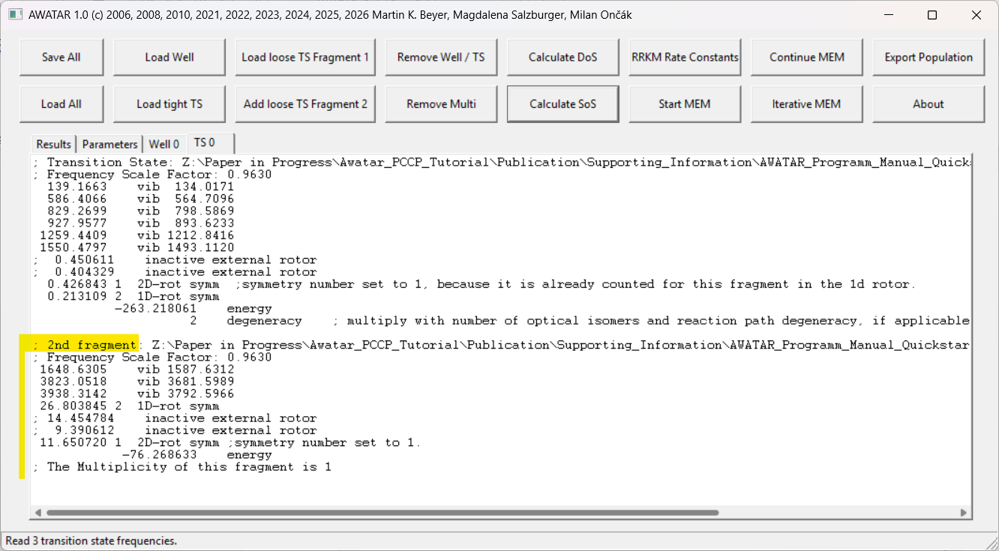 AWATAR 1.0 (c) 2006, 2008, 2010, 2021, 2022, 2023, 2024, 2025, 2026 Martin K. Beyer, Magdalena Salzburger, Milan Ončák
Save All Load Well Load loose TS Fragment 1 Remove Well / TS Calculate DoS RRKM Rate Constants Continue MEM Export Population
Load All Load tight TS Add loose TS Fragment 2 Remove Multi Calculate SoS Start MEM Iterative MEM About
Results Parameters Well 0 TS 0
; Transition State: Z:\Paper in Progress\Awatar_PCCP_Tutorial\Publication\Supporting_Information\AWATAR_Programm_Manual_Quicks
; Frequency Scale Factor: 0.9630
139.1663 vib 134.0171
586.4066 vib 564.7096
829.2699 vib 798.5869
927.9577 vib 893.6233
1259.4409 vib 1212.8416
1550.4797 vib 1493.1120
; 0.450611 inactive external rotor
; 0.404329 inactive external rotor
0.426843 1 2D-rot symm ;symmetry number set to 1, because it is already counted for this fragment in the 1d rotor.
0.213109 2 1D-rot symm
-263.218061 energy
2 degeneracy ; multiply with number of optical isomers and reaction path degeneracy, if applicable
; 2nd fragment: Z:\Paper in Progress\Awatar_PCCP_Tutorial\Publication\Supporting_Information\AWATAR_Programm_Manual_Quickstar
; Frequency Scale Factor: 0.9630
1648.6305 vib 1587.6312
3823.0518 vib 3681.5989
3938.3142 vib 3792.5966
26.803845 2 1D-rot symm
; 14.454784 inactive external rotor
; 9.390612 inactive external rotor
11.650720 1 2D-rot symm ;symmetry number set to 1.
-76.268633 energy
; The Multiplicity of this fragment is 1
Read 3 transition state frequencies.